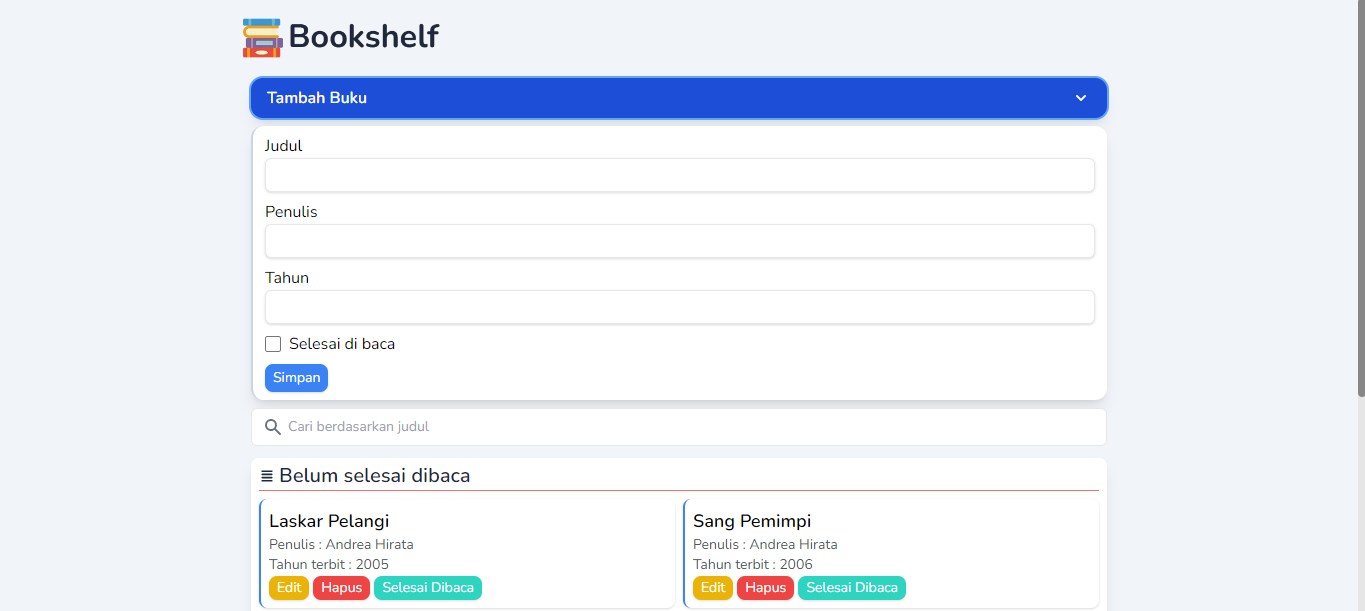 Bookshelf
Tambah Buku
Judul
Penulis
Tahun
Selesai di baca
Simpan
Cari berdasarkan judul
Belum selesai dibaca
Laskar Pelangi
Penulis : Andrea Hirata
Tahun terbit : 2005
Edit Hapus Selesai Dibaca
Sang Pemimpi
Penulis : Andrea Hirata
Tahun terbit : 2006
Edit Hapus Selesai Dibaca